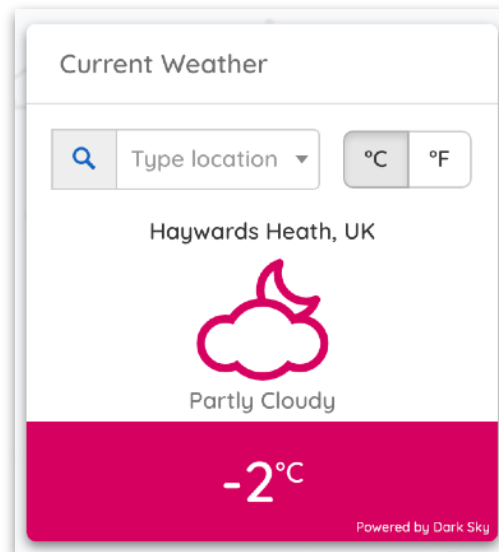 Current Weather
Type location
°C °F
Haywards Heath, UK
Partly Cloudy
-2°C
Powered by Dark Sky